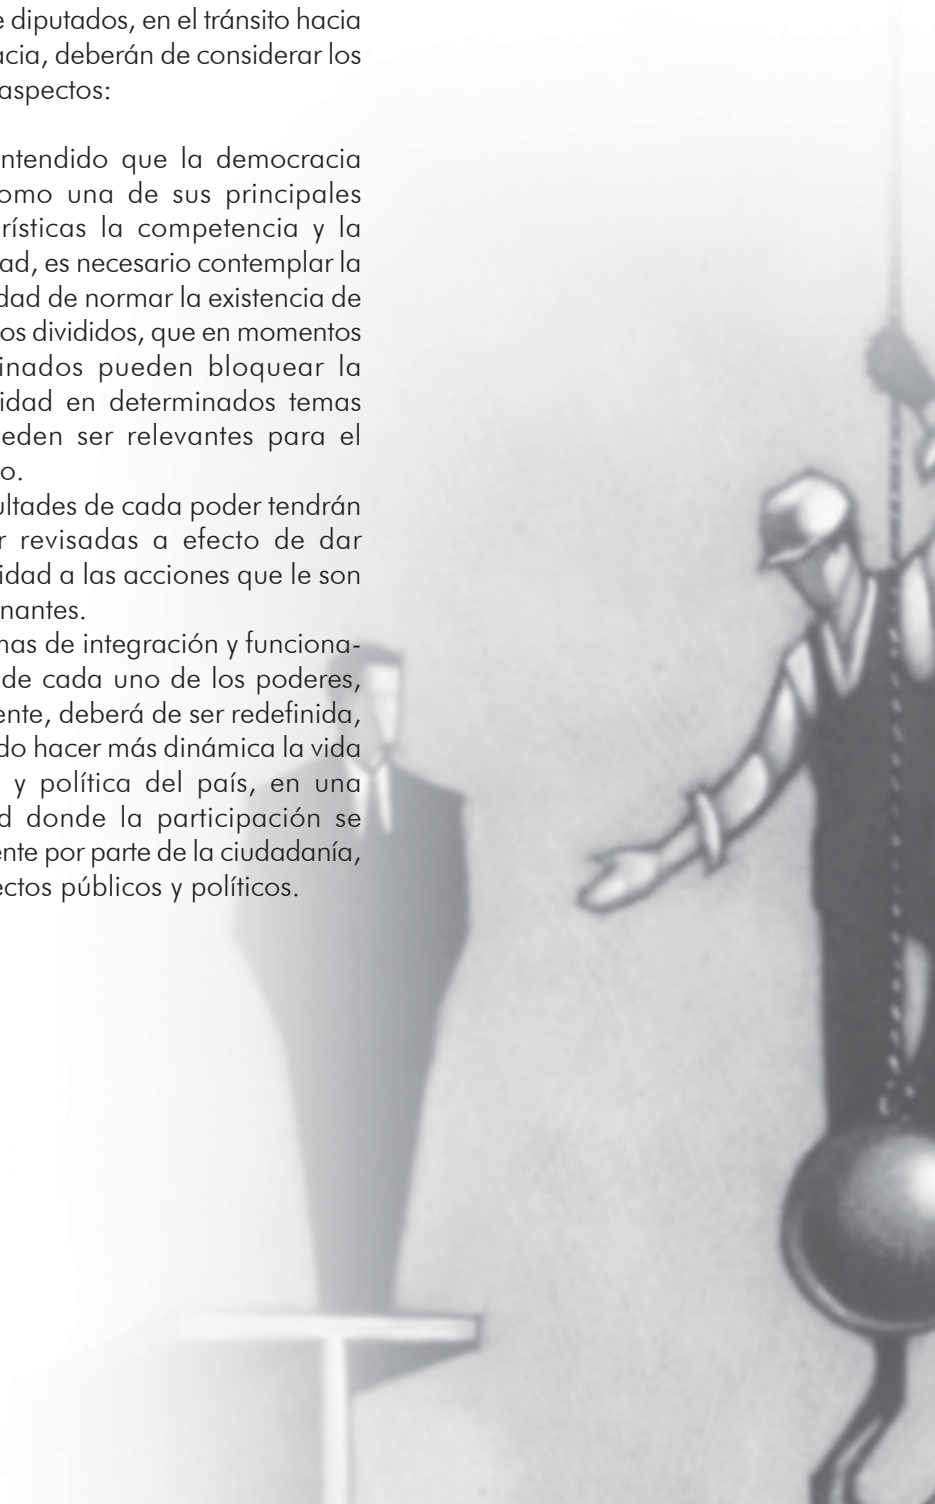 e diputados, en el tránsito hacia
acia, deberán de considerar los
aspectos:
ntendido que la democracia
omo una de sus principales
rísticas la competencia y la
ad, es necesario contemplar la
dad de normar la existencia de
os divididos, que en momentos
inados pueden bloquear la
idad en determinados temas
eden ser relevantes para el
o.
ultades de cada poder tendrán
r revisadas a efecto de dar
idad a las acciones que le son
nantes.
mas de integración y funciona-
de cada uno de los poderes,
ente, deberá de ser redefinida,
do hacer más dinámica la vida
y política del país, en una
d donde la participación se
ente por parte de la ciudadanía,
ectos públicos y políticos.